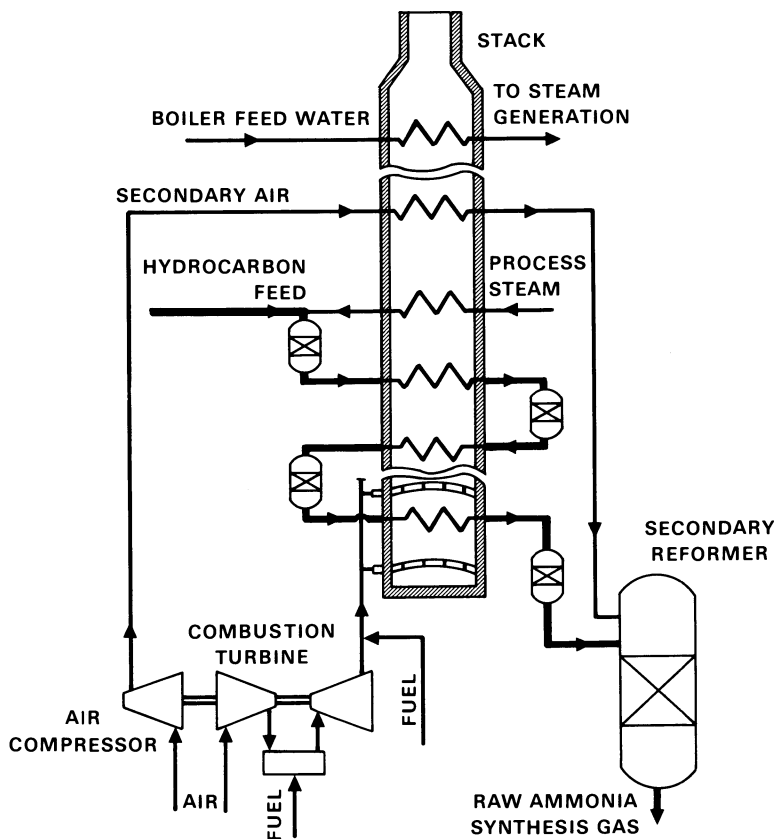 STACK
TO STEAM
GENERATION
BOILER FEED WATER
SECONDARY AIR
HYDROCARBON
FEED
PROCESS
STEAM
SECONDARY
REFORMER
COMBUSTION
TURBINE
FUEL
AIR
COMPRESSOR
AIR
FUEL
RAW AMMONIA
SYNTHESIS GAS